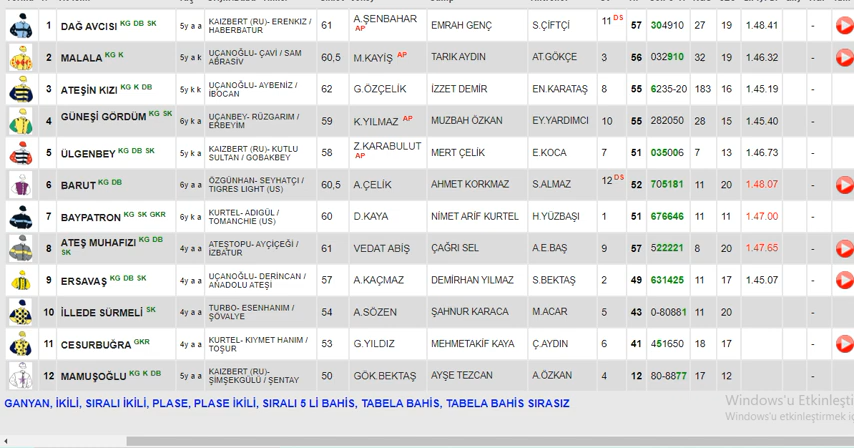 1 DAĞ AVCISI KG DB SK 5y a a KAIZBERT (RU)- ERENKIZ / HABERBATUR 61 A.ŞENBAHAR AP EMRAH GENÇ S.ÇİFTÇİ 11 DS 57 304910 27 19 1.48.41 -
2 MALALA KG K 5y a k UÇANOĞLU- ÇAVİ / SAM ABRASIV 60,5 M.KAYİŞ AP TARIK AYDIN AT.GÖKÇE 3 56 032910 32 19 1.46.32 -
3 ATEŞİN KIZI KG K DB 5y k k UÇANOĞLU- AYBENİZ / İBOCAN 62 G.ÖZÇELİK İZZET DEMİR EN.KARATAŞ 8 55 6235-20 183 16 1.45.19 -
4 GÜNEŞİ GÖRDÜM KG SK 6y k k UÇANBEY- RÜZGARIM / ERBEYİM 59 K.YILMAZ AP MUZBAH ÖZKAN EY.YARDIMCI 10 55 282050 28 15 1.45.40 -
5 ÜLGENBEY KG DB SK 5y k a KAIZBERT (RU)- KUTLU SULTAN / GOBAKBEY 58 Z.KARABULUT AP MERT ÇELİK E.KOCA 7 51 035006 7 13 1.46.73 -
6 BARUT KG DB 6y a a ÖZGÜNHAN- SEYHATÇI / TIGRES LIGHT (US) 60,5 A.ÇELİK AHMET KORKMAZ S.ALMAZ 12 DS 52 705181 11 20 1.48.07 -
7 BAYPATRON KG SK GKR 6y k a KURTEL- ADIGÜL / TOMANCHIE (US) 60 D.KAYA NİMET ARİF KURTEL H.YÜZBAŞI 1 51 676646 11 11 1.47.00 -
8 ATEŞ MUHAFIZI KG DB SK 4y a a ATEŞTOPU- AYÇİÇEĞİ / IZBATUR 61 VEDAT ABİŞ ÇAĞRI SEL A.E.BAŞ 9 57 522221 8 20 1.47.65 -
9 ERSAVAŞ KG DB SK 4y a a UÇANOĞLU- DERİNCAN / ANADOLU ATEŞİ 57 A.KAÇMAZ DEMİRHAN YILMAZ S.BEKTAŞ 2 49 631425 11 17 1.45.07 -
10 İLLEDE SÜRMELİ SK 4y a a TURBO- ESENHANIM / ŞÖVALYE 54 A.SÖZEN ŞAHNUR KARACA M.ACAR 5 43 0-80881 10 20 -
11 CESURBUĞRA GKR 4y a a KURTEL- KIYMET HANIM / TOŞUR 53 G.YILDIZ MEHMETAKİF KAYA Ç.AYDIN 6 41 451650 18 17 -
12 MAMUŞOĞLU KG K DB 5y a a KAIZBERT (RU)- ŞİMŞEKGÜLÜ / ŞENTAY 50 GÖK.BEKTAŞ AYŞE TEZCAN A.ÖZKAN 4 12 80-8877 17 12 -
GANYAN, İKİLİ, SIRALI İKİLİ, PLASE, PLASE İKİLİ, SIRALI 5 Lİ BAHİS, TABELA BAHİS, TABELA BAHİS SIRASIZ
Windows'u Etkinleşti
Windows'u etkinleştirmek iç